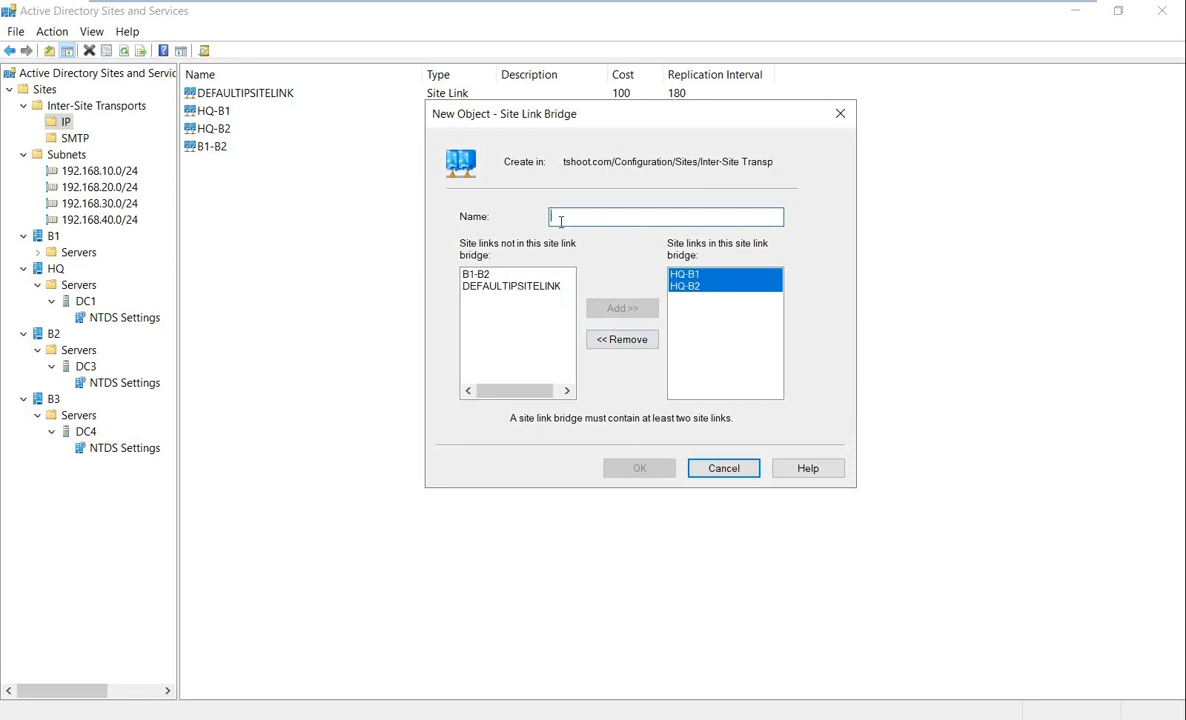 Active Directory Sites and Services
File Action View Help
Active Directory Sites and Servic
Sites
Inter-Site Transports
IP
SMTP
Subnets
192.168.10.0/24
192.168.20.0/24
192.168.30.0/24
192.168.40.0/24
B1
Servers
HQ
Servers
DC1
NTDS Settings
B2
Servers
DC3
NTDS Settings
B3
Servers
DC4
NTDS Settings
Name Type Description Cost Replication Interval
DEFAULTIPSITELINK Site Link 100 180
HQ-B1
HQ-B2
B1-B2
New Object - Site Link Bridge
Create in: tshoot.com/Configuration/Sites/Inter-Site Transp
Name:
Site links not in this site link
bridge:
B1-B2
DEFAULTIPSITELINK
Add >>
<< Remove
Site links in this site link
bridge:
HQ-B1
HQ-B2
A site link bridge must contain at least two site links.
OK Cancel Help